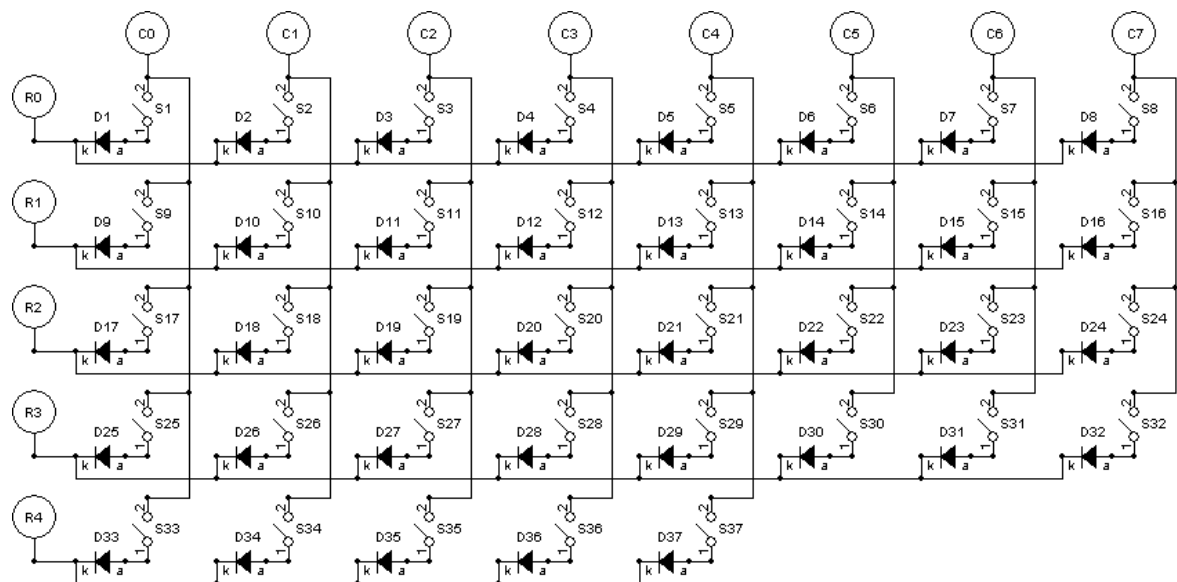 C0 C1 C2 C3 C4 C5 C6 C7
R0
D1 2 1 S1 D2 2 1 S2 D3 2 1 S3 D4 2 1 S4 D5 2 1 S5 D6 2 1 S6 D7 2 1 S7 D8 2 1 S8
k a k a k a k a k a k a k a k a
R1
D9 2 1 S9 D10 2 1 S10 D11 2 1 S11 D12 2 1 S12 D13 2 1 S13 D14 2 1 S14 D15 2 1 S15 D16 2 1 S16
k a k a k a k a k a k a k a k a
R2
D17 2 1 S17 D18 2 1 S18 D19 2 1 S19 D20 2 1 S20 D21 2 1 S21 D22 2 1 S22 D23 2 1 S23 D24 2 1 S24
k a k a k a k a k a k a k a k a
R3
D25 2 1 S25 D26 2 1 S26 D27 2 1 S27 D28 2 1 S28 D29 2 1 S29 D30 2 1 S30 D31 2 1 S31 D32 2 1 S32
k a k a k a k a k a k a k a k a
R4
D33 2 1 S33 D34 2 1 S34 D35 2 1 S35 D36 2 1 S36 D37 2 1 S37
k a k a k a k a k a